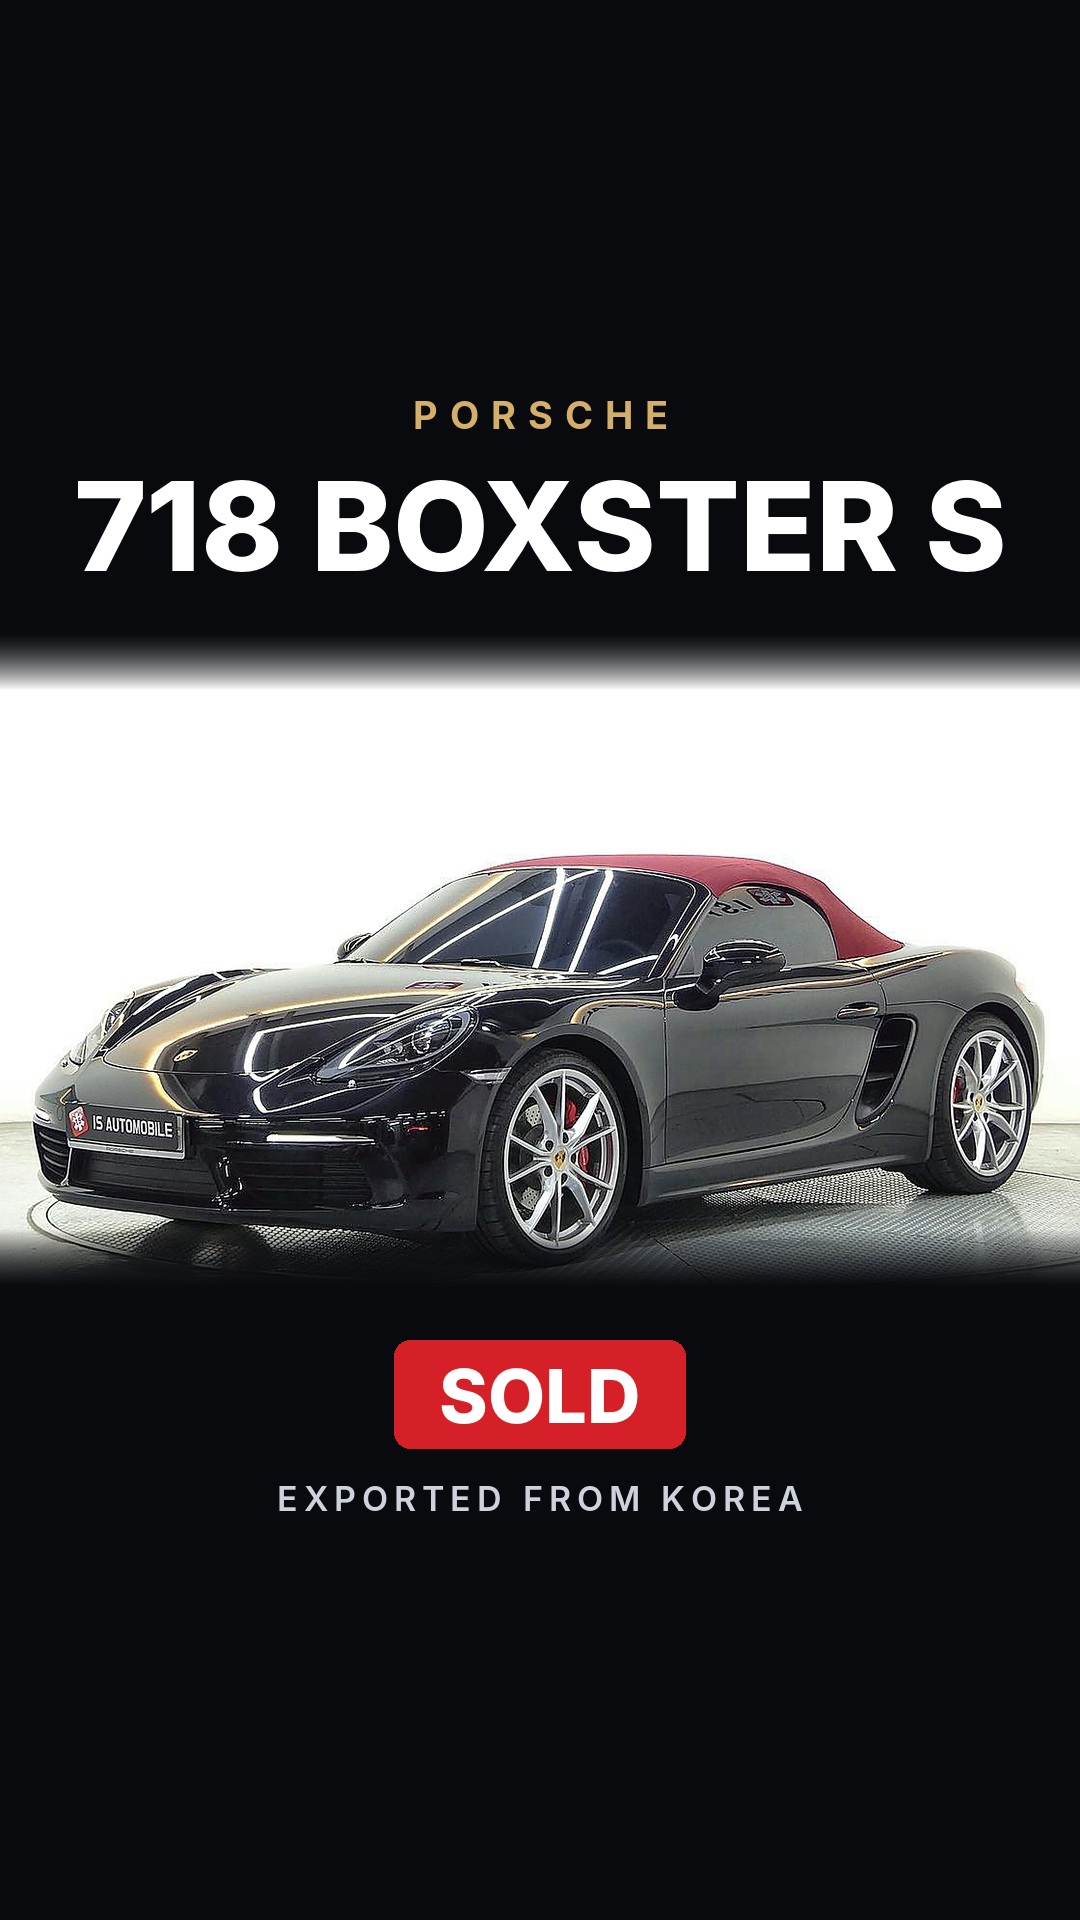 PORSCHE
718 BOXSTER S
IS AUTOMOBILE
SOLD
EXPORTED FROM KOREA